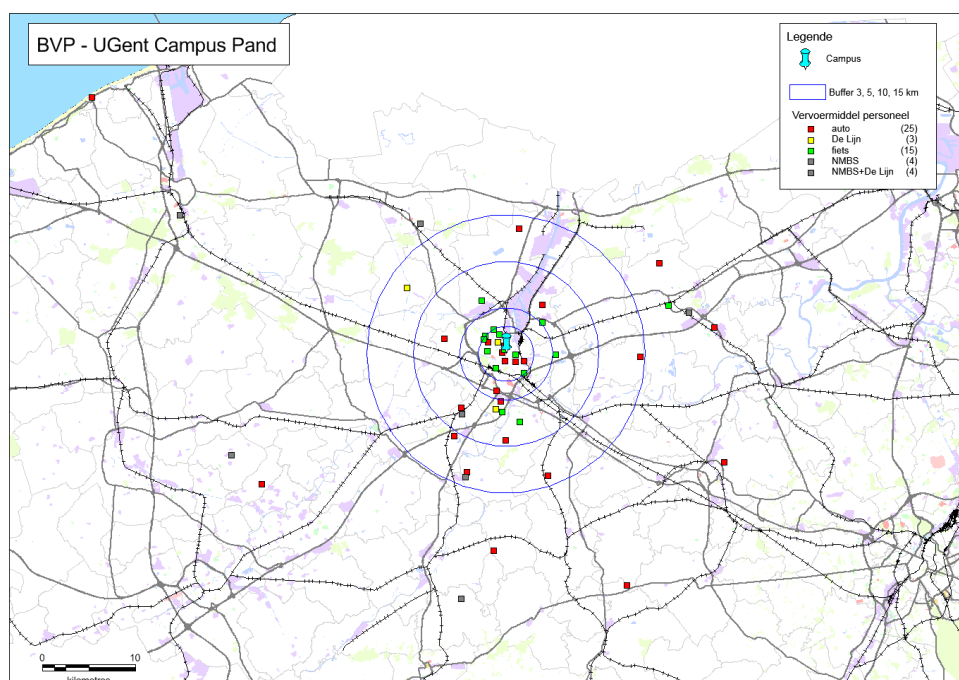 BVP - UGent Campus Pand
Legende
Campus
Buffer 3, 5, 10, 15 km
Vervoermiddel personeel
auto (25)
De Lijn (3)
fiets (15)
NMBS (4)
NMBS+De Lijn (4)
0 10
kilometres